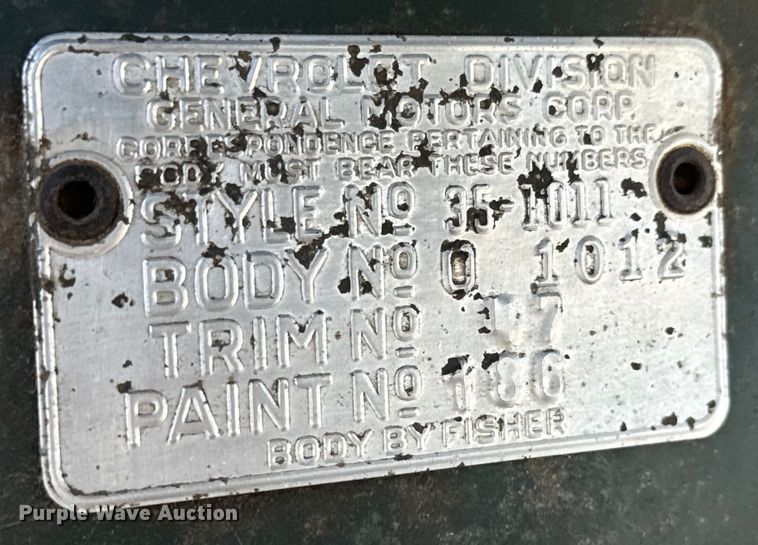 CHEVROLET DIVISION
GENERAL MOTORS CORP.
CORRESPONDENCE PERTAINING TO THE
BODY MUST BEAR THESE NUMBERS
STYLE No 35-1011
BODY No O 1012
TRIM No 17
PAINT No 186
BODY BY FISHER
Purple Wave Auction